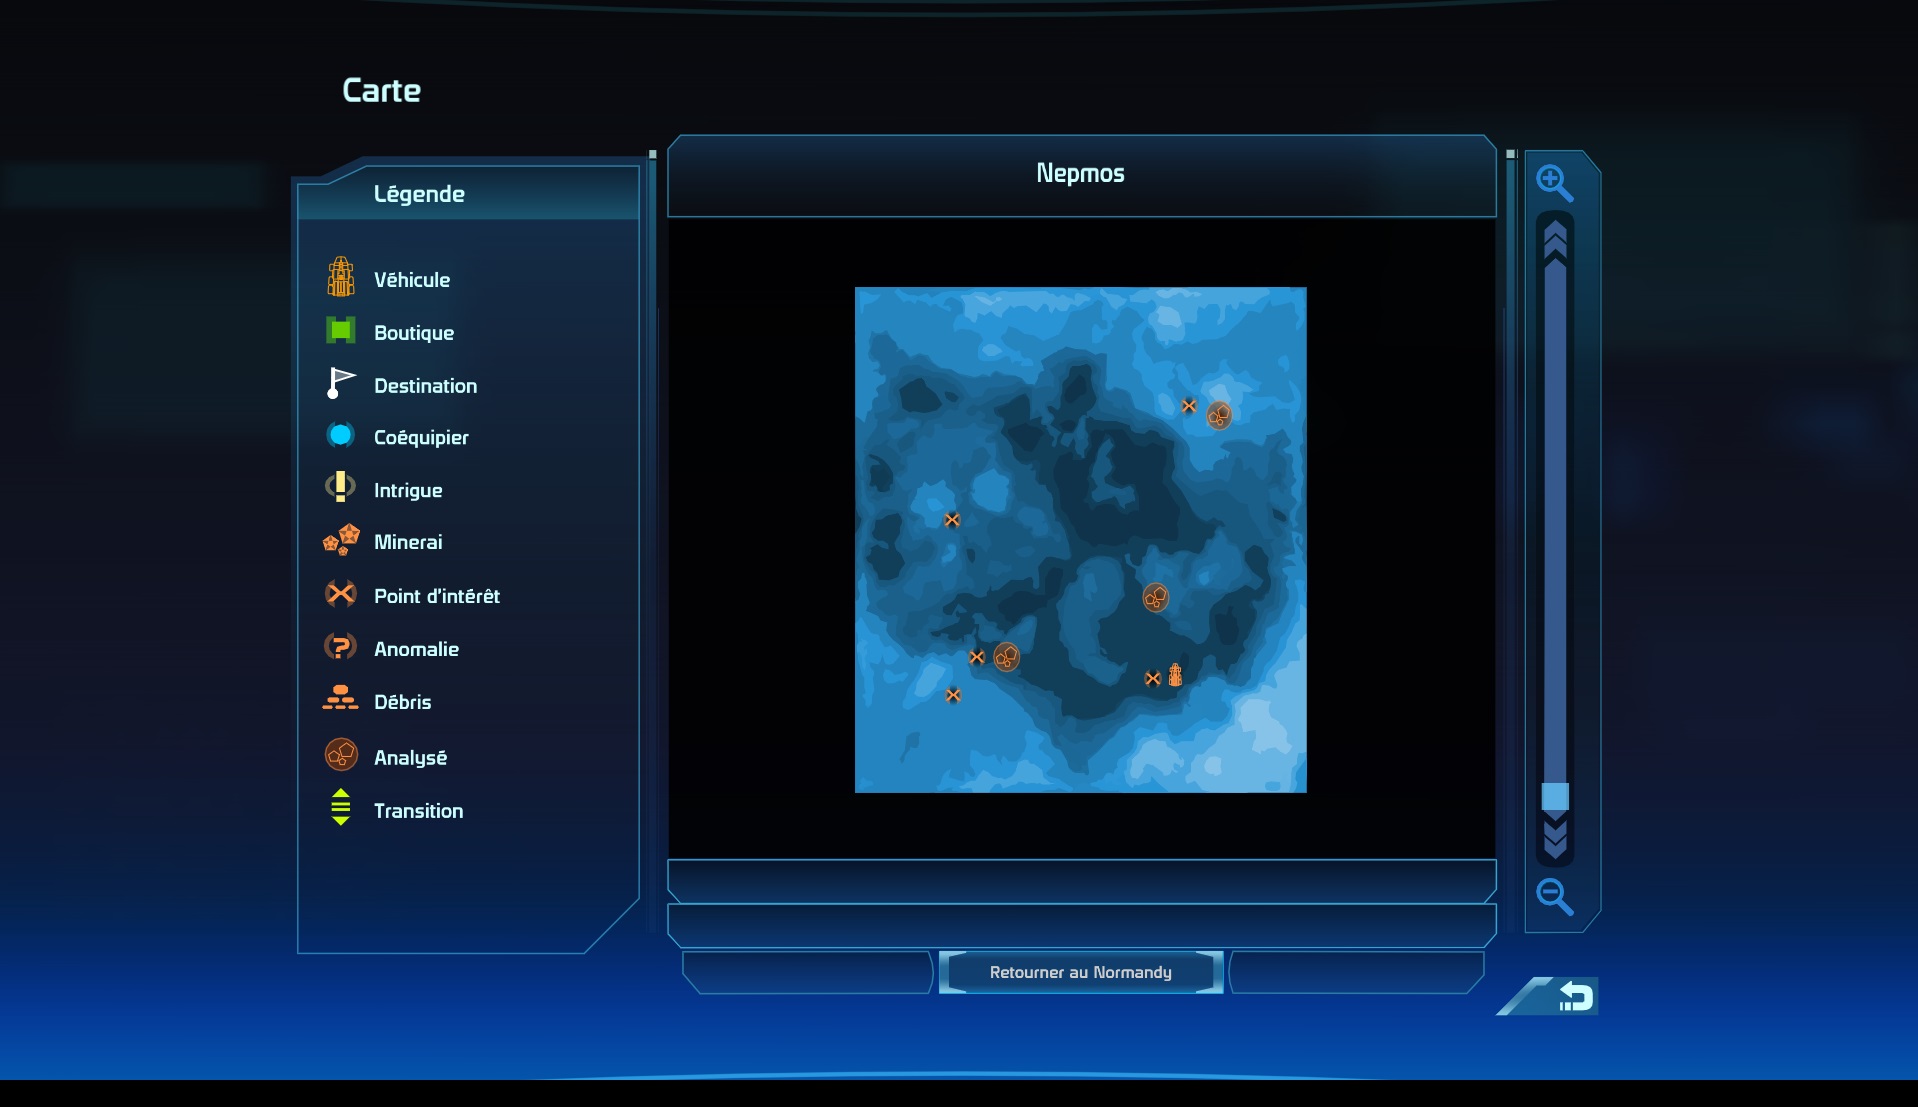 Carte
Légende
Véhicule
Boutique
Destination
Coéquipier
Intrigue
Minerai
Point d'intérêt
Anomalie
Débris
Analysé
Transition
Nepmos
Retourner au Normandy